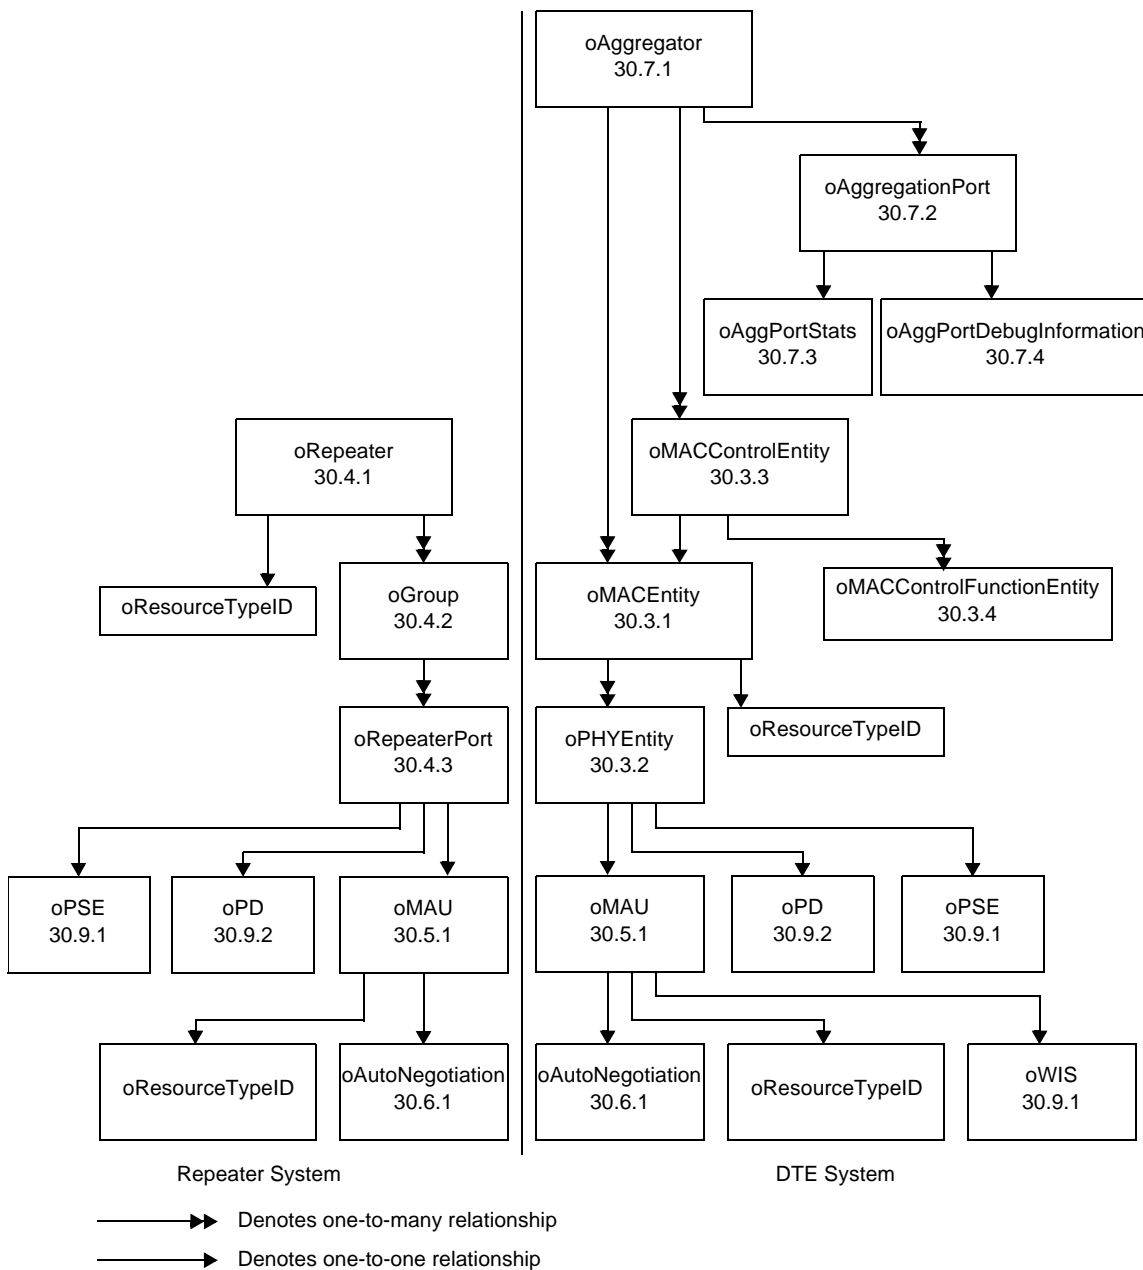 oAggregator
30.7.1
oAggregationPort
30.7.2
oAggPortStats
30.7.3
oAggPortDebugInformation
30.7.4
oRepeater
30.4.1
oMACControlEntity
30.3.3
oResourceTypeID
oGroup
30.4.2
oMACEntity
30.3.1
oMACControlFunctionEntity
30.3.4
oRepeaterPort
30.4.3
oPHYEntity
30.3.2
oResourceTypeID
oPSE
30.9.1
oPD
30.9.2
oMAU
30.5.1
oMAU
30.5.1
oPD
30.9.2
oPSE
30.9.1
oResourceTypeID
oAutoNegotiation
30.6.1
oAutoNegotiation
30.6.1
oResourceTypeID
oWIS
30.9.1
Repeater System
DTE System
Denotes one-to-many relationship
Denotes one-to-one relationship